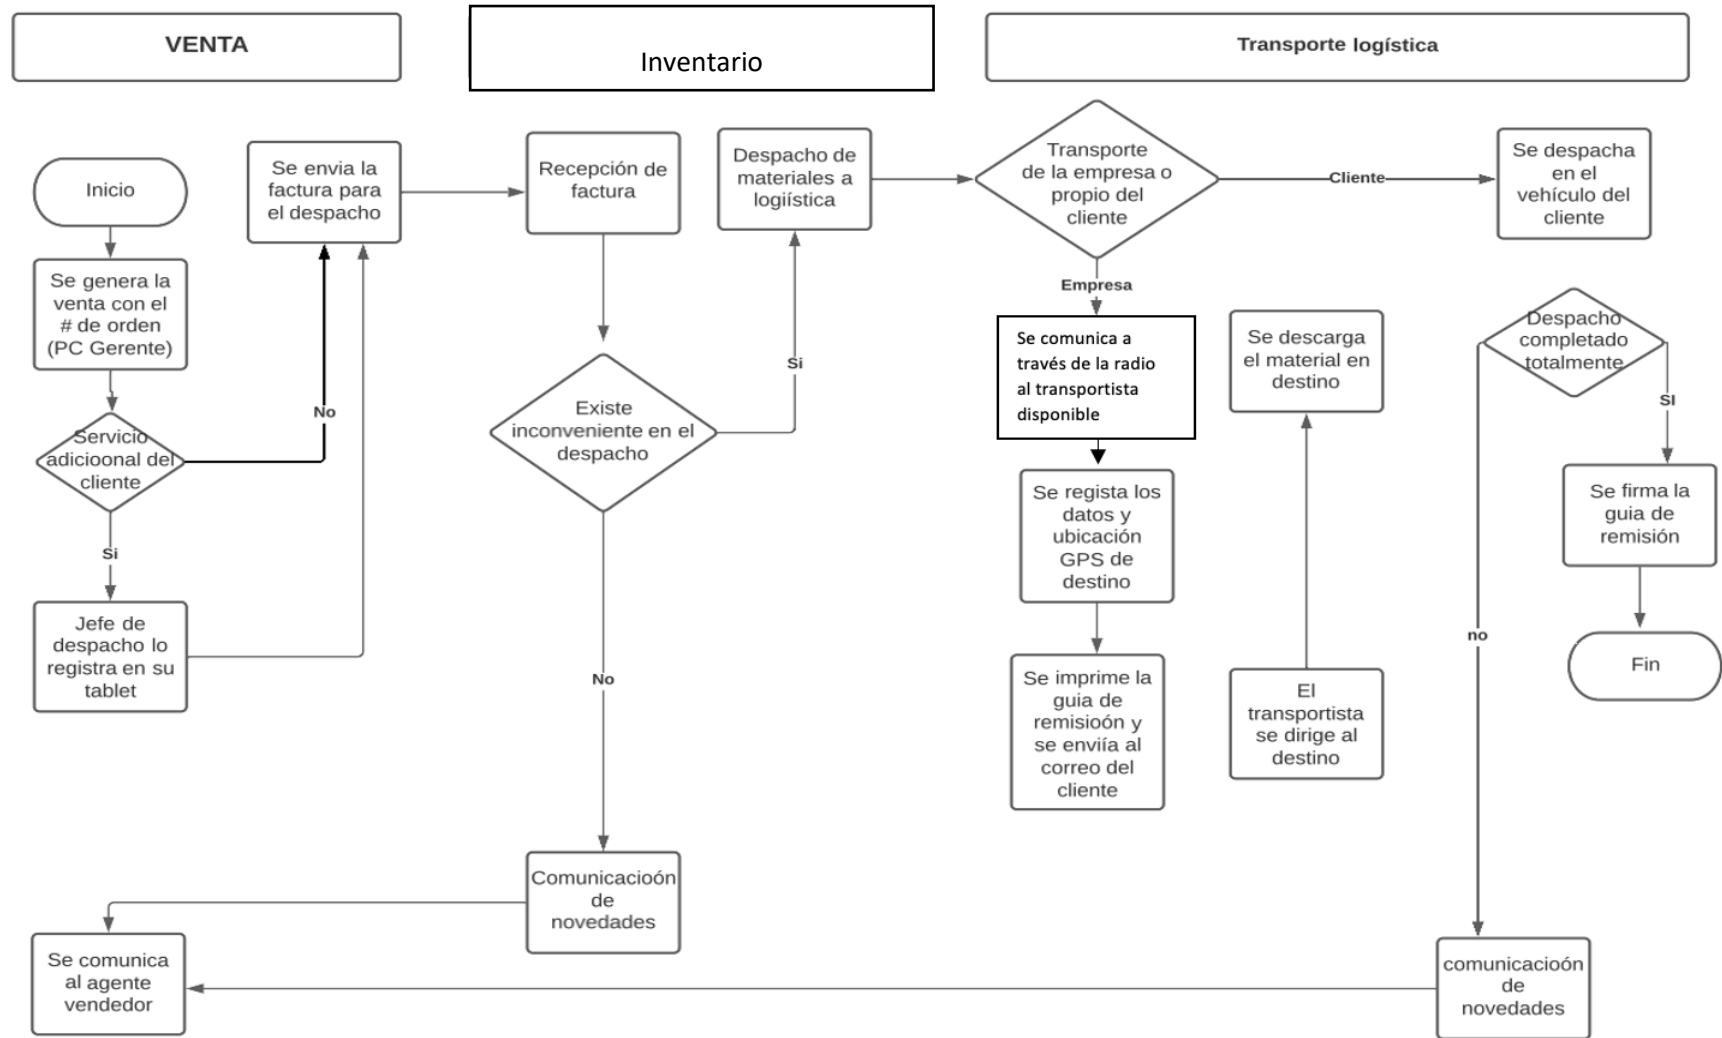 VENTA
Inventario
Transporte logística
Inicio
Se genera la
venta con el
# de orden
(PC Gerente)
Servicio
adicioonal del
cliente
No
Si
Jefe de
despacho lo
registra en su
tablet
Se envia la
factura para
el despacho
Recepción de
factura
Existe
inconveniente en el
despacho
Si
No
Despacho de
materiales a
logiística
Comunicacioón
de
novedades
Se comunica
al agente
vendedor
Transporte
de la empresa o
propio del
cliente
Cliente
Se despacha
en el
vehículo del
cliente
Empresa
Se comunica a
través de la radio
al transportista
disponible
Se regista los
datos y
ubicación
GPS de
destino
Se imprime la
guia de
remisioón y
se enviía al
correo del
cliente
El
transportista
se dirige al
destino
Se descarga
el material en
destino
Despacho
completado
totalmente
SI
no
Se firma la
guia de
remisión
Fin
comunicacioón
de
novedades